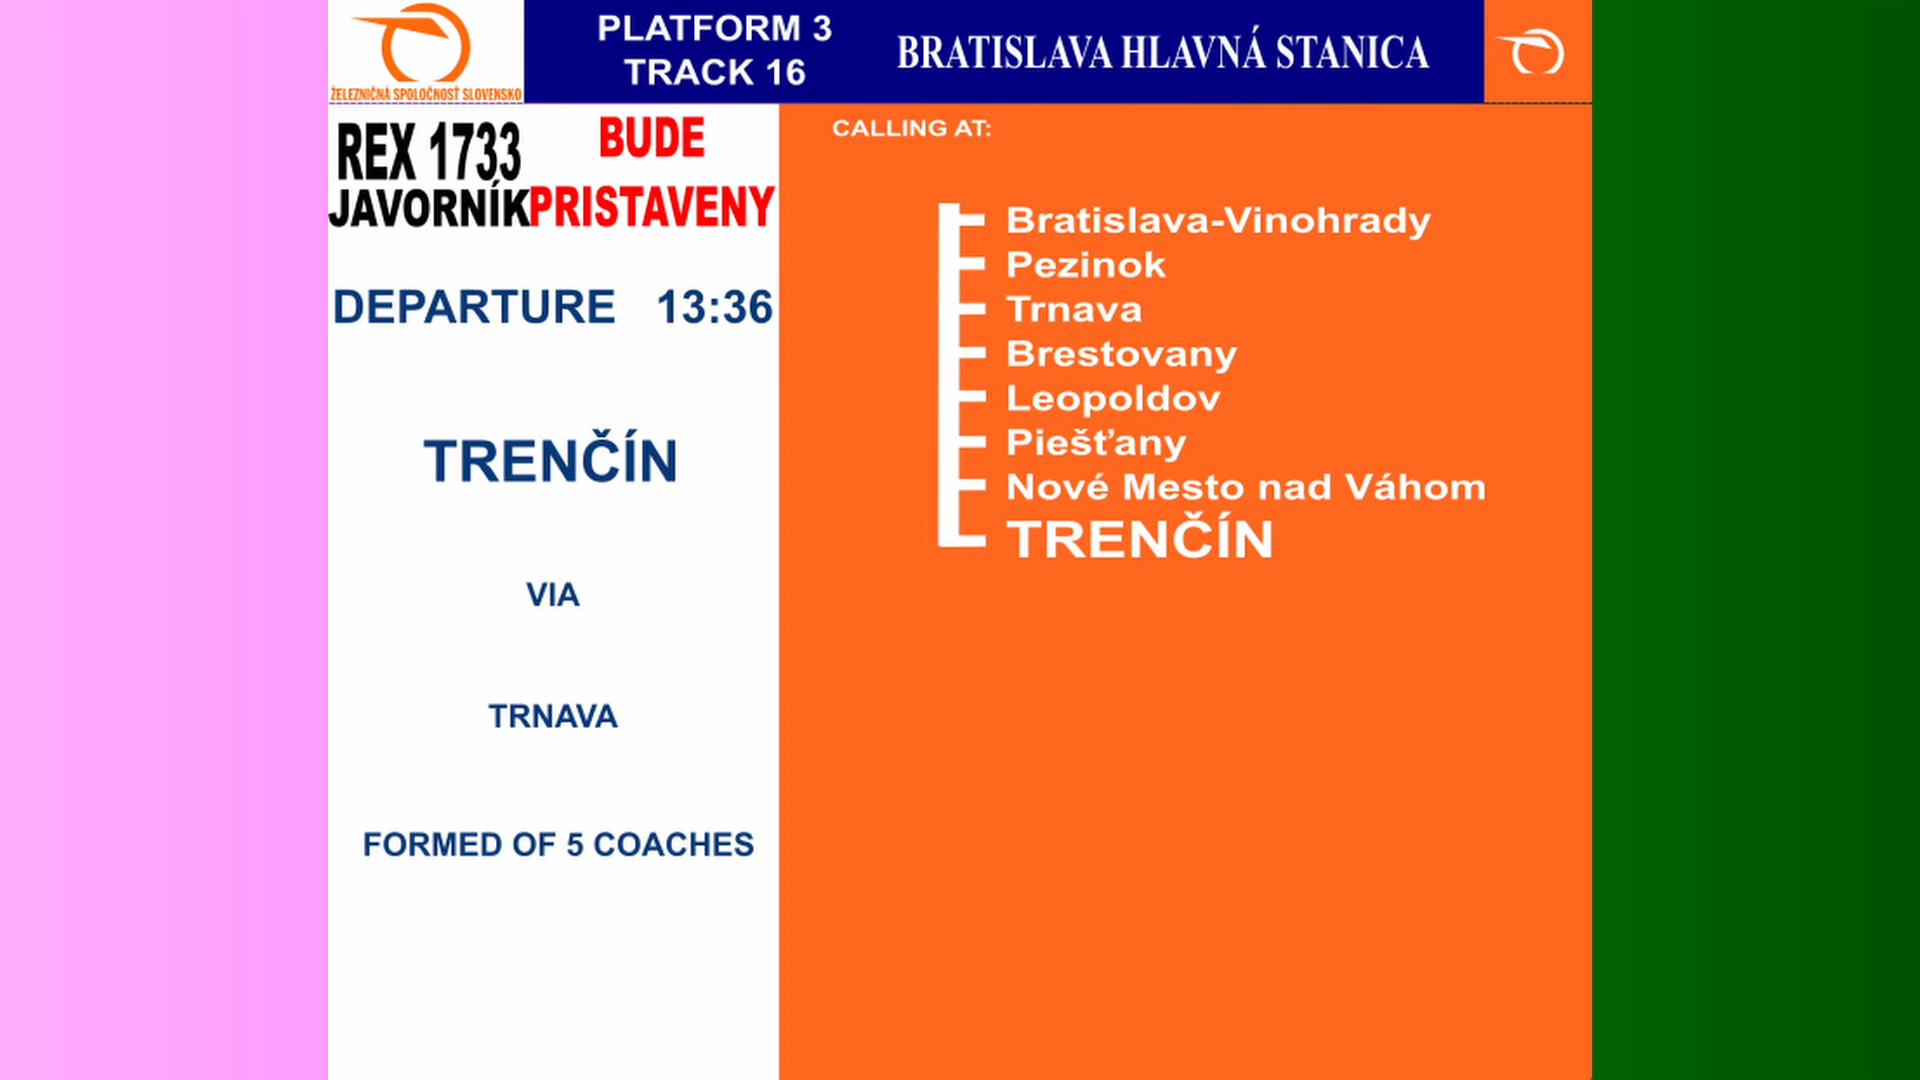 ŽELEZNIČNÁ SPOLOČNOSŤ SLOVENSKO
PLATFORM 3
TRACK 16
BRATISLAVA HLAVNÁ STANICA
REX 1733
JAVORNÍK
BUDE
PRISTAVENY
DEPARTURE 13:36
TRENČÍN
VIA
TRNAVA
FORMED OF 5 COACHES
CALLING AT:
Bratislava-Vinohrady
Pezinok
Trnava
Brestovany
Leopoldov
Piešťany
Nové Mesto nad Váhom
TRENČÍN